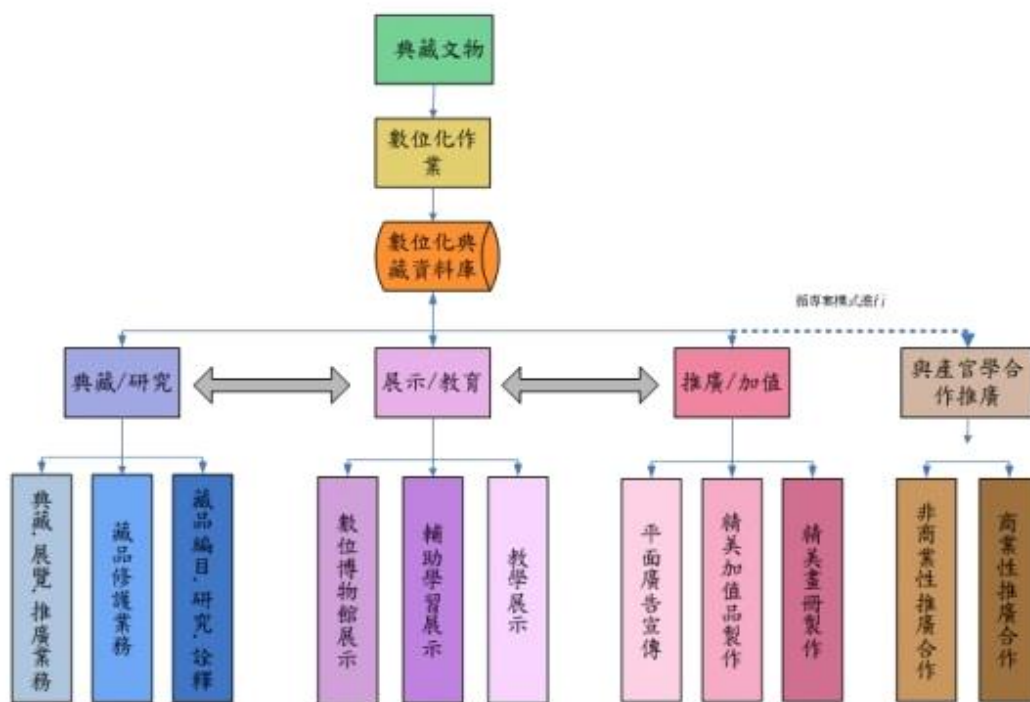 典藏文物
數位化作
業
數位化典
藏資料庫
循專案模式進行
典藏/研究
展示/教育
推廣/加值
與產官學合
作推廣
典藏、展覽、推廣業務
藏品修護業務
藏品編目、研究、詮釋
數位博物館展示
輔助學習展示
教學展示
平面廣告宣傳
精美加值品製作
精美畫冊製作
非商業性推廣合作
商業性推廣合作